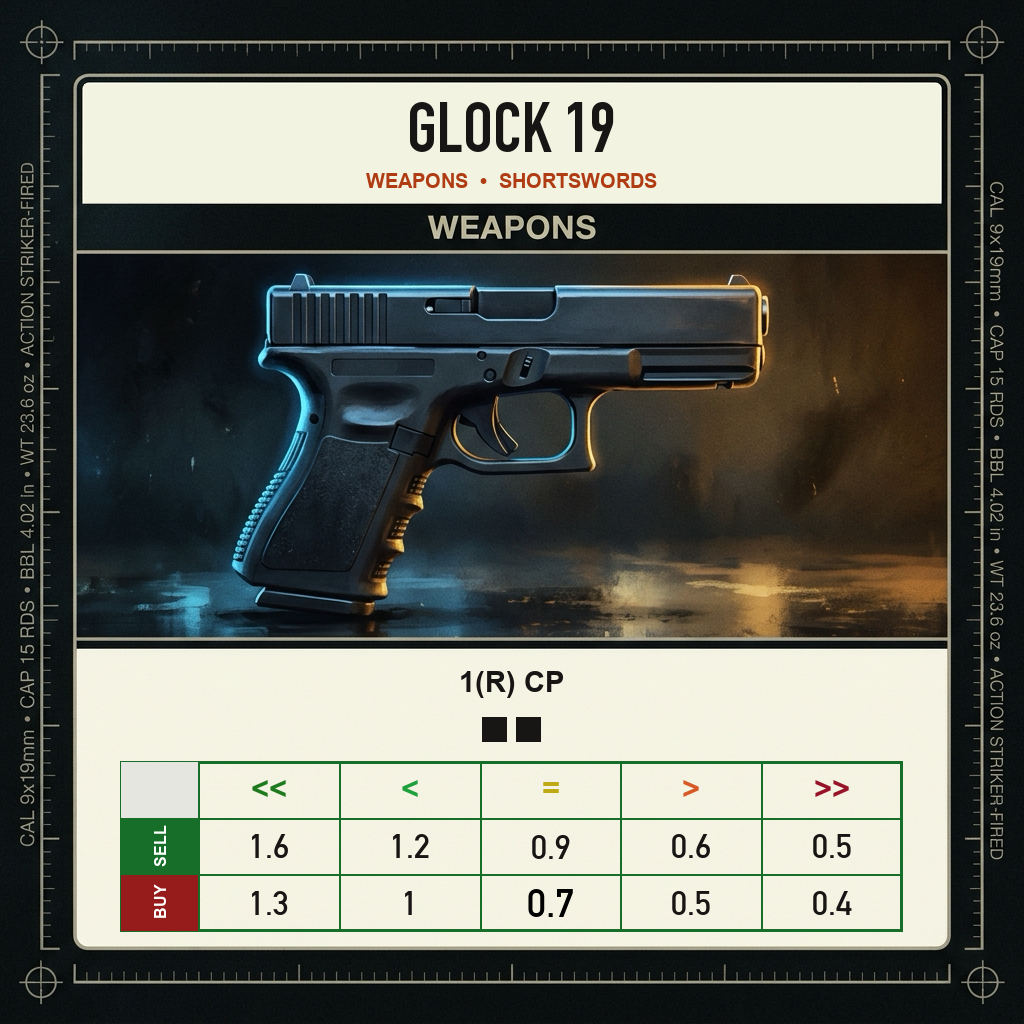 GLOCK 19
WEAPONS • SHORTSWORDS
WEAPONS
CAL 9x19mm • CAP 15 RDS • BBL 4.02 in • WT 23.6 oz • ACTION STRIKER-FIRED
CAL 9x19mm • CAP 15 RDS • BBL 4.02 in • WT 23.6 oz • ACTION STRIKER-FIRED
1(R) CP
<< < = > >>
SELL 1.6 1.2 0.9 0.6 0.5
BUY 1.3 1 0.7 0.5 0.4